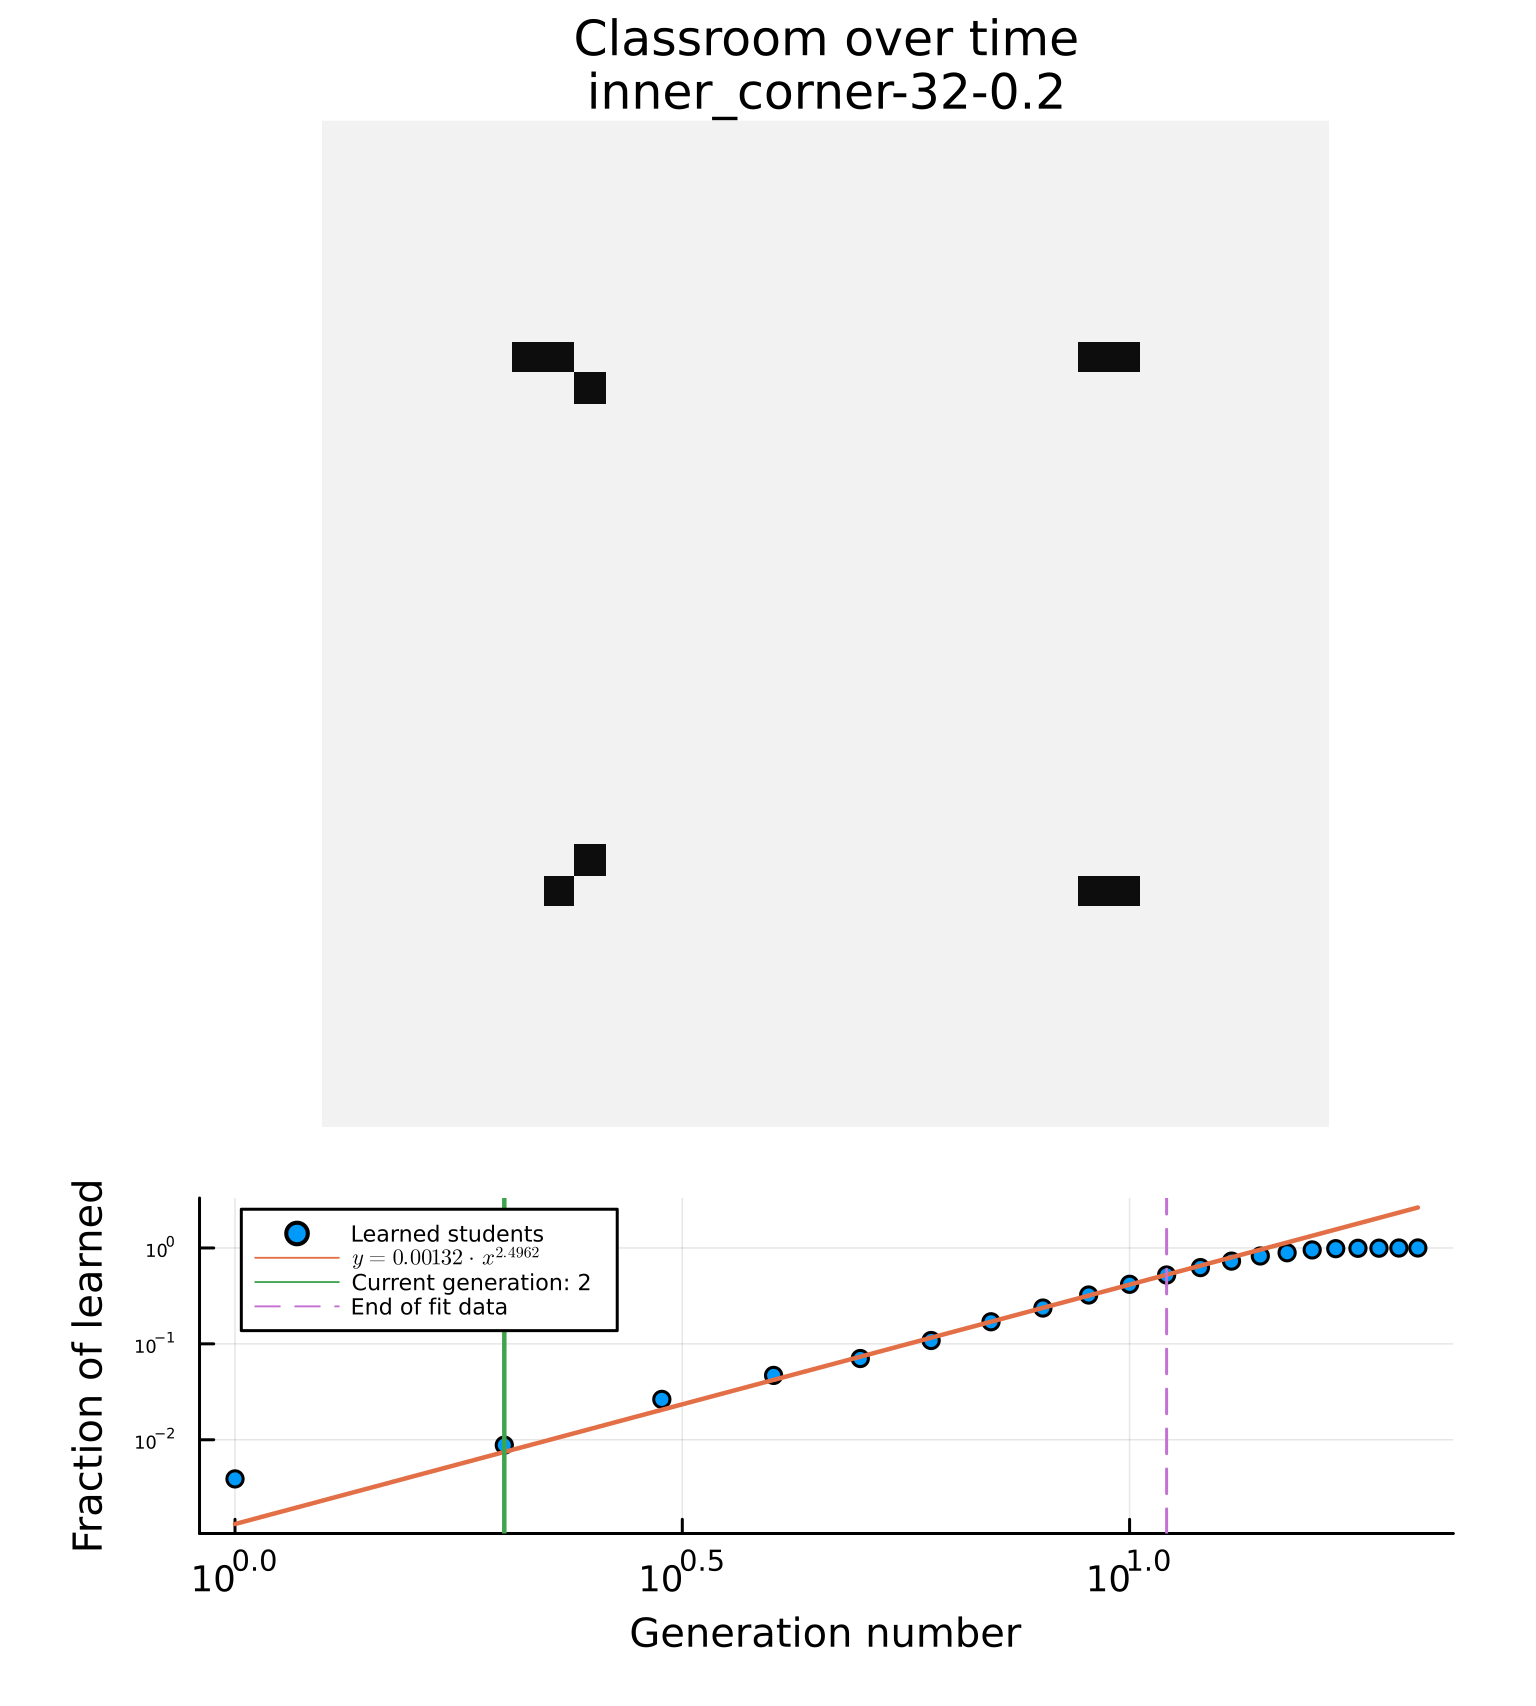 Classroom over time
inner_corner-32-0.2
Fraction of learned
10⁰
10⁻¹
10⁻²
Learned students
y = 0.00132 · x^2.4962
Current generation: 2
End of fit data
10^0.0
10^0.5
10^1.0
Generation number